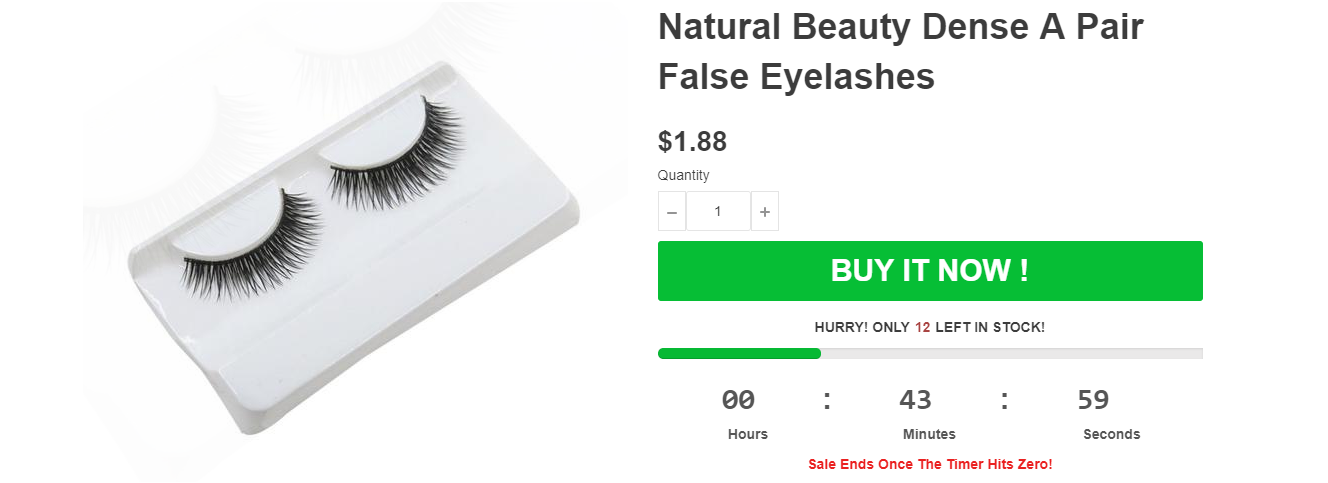 Natural Beauty Dense A Pair
False Eyelashes
$1.88
Quantity
− 1 +
BUY IT NOW !
HURRY! ONLY 12 LEFT IN STOCK!
00 : 43 : 59
Hours Minutes Seconds
Sale Ends Once The Timer Hits Zero!